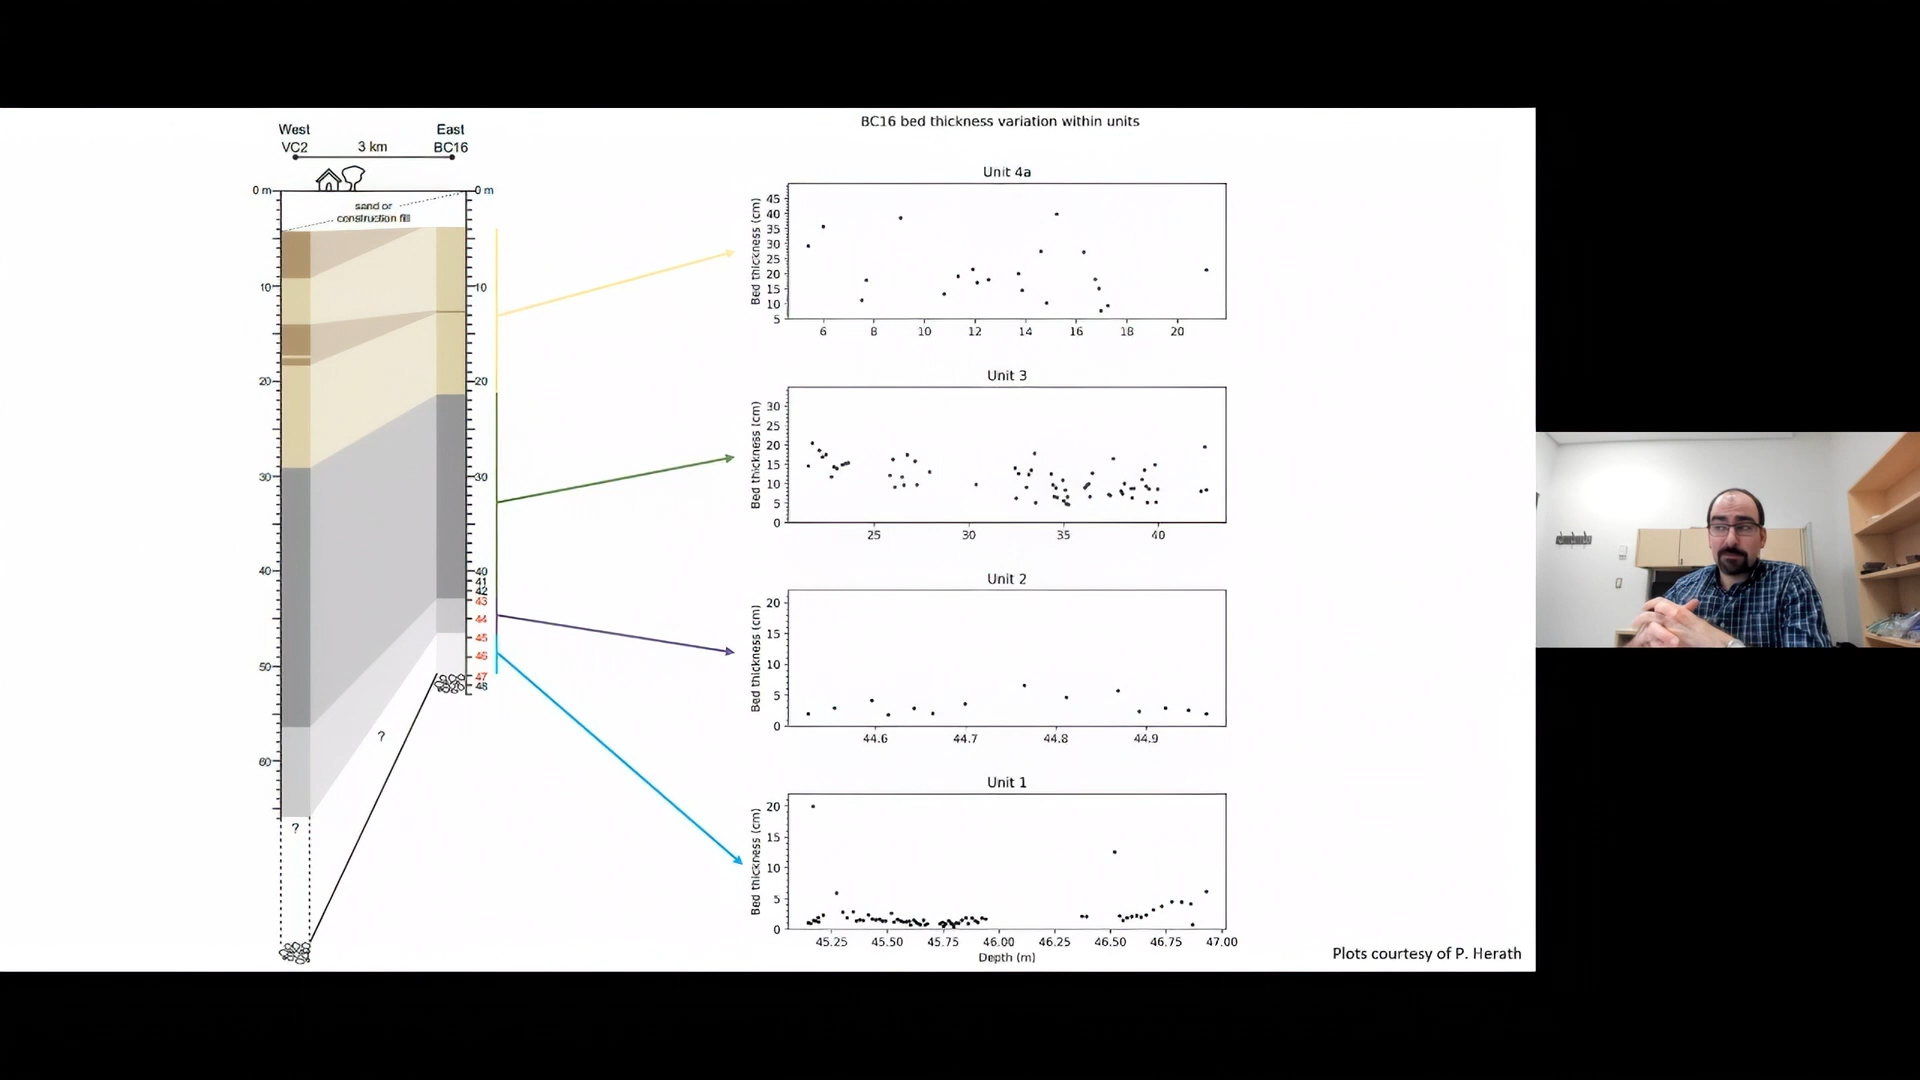 West
VC2
3 km
East
BC16
0 m
0 m
sand or
construction fill
10
10
20
20
30
30
40
40
41
42
43
44
45
46
47
48
50
60
?
?
BC16 bed thickness variation within units
Unit 4a
Bed thickness (cm)
45
40
35
30
25
20
15
10
5
6 8 10 12 14 16 18 20
Unit 3
Bed thickness (cm)
30
25
20
15
10
5
0
25 30 35 40
Unit 2
Bed thickness (cm)
20
15
10
5
0
44.6 44.7 44.8 44.9
Unit 1
Bed thickness (cm)
20
15
10
5
0
45.25 45.50 45.75 46.00 46.25 46.50 46.75 47.00
Depth (m)
Plots courtesy of P. Herath